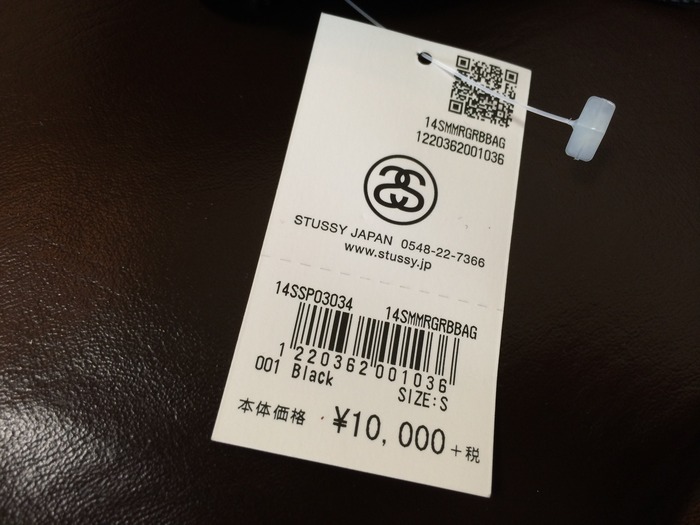 14SMMRGRBBAG
1220362001036
STUSSY JAPAN 0548-22-7366
www.stussy.jp
14SSP03034 14SMMRGRBBAG
1 220362 001036
001 Black
SIZE:S
本体価格 ¥10,000+税